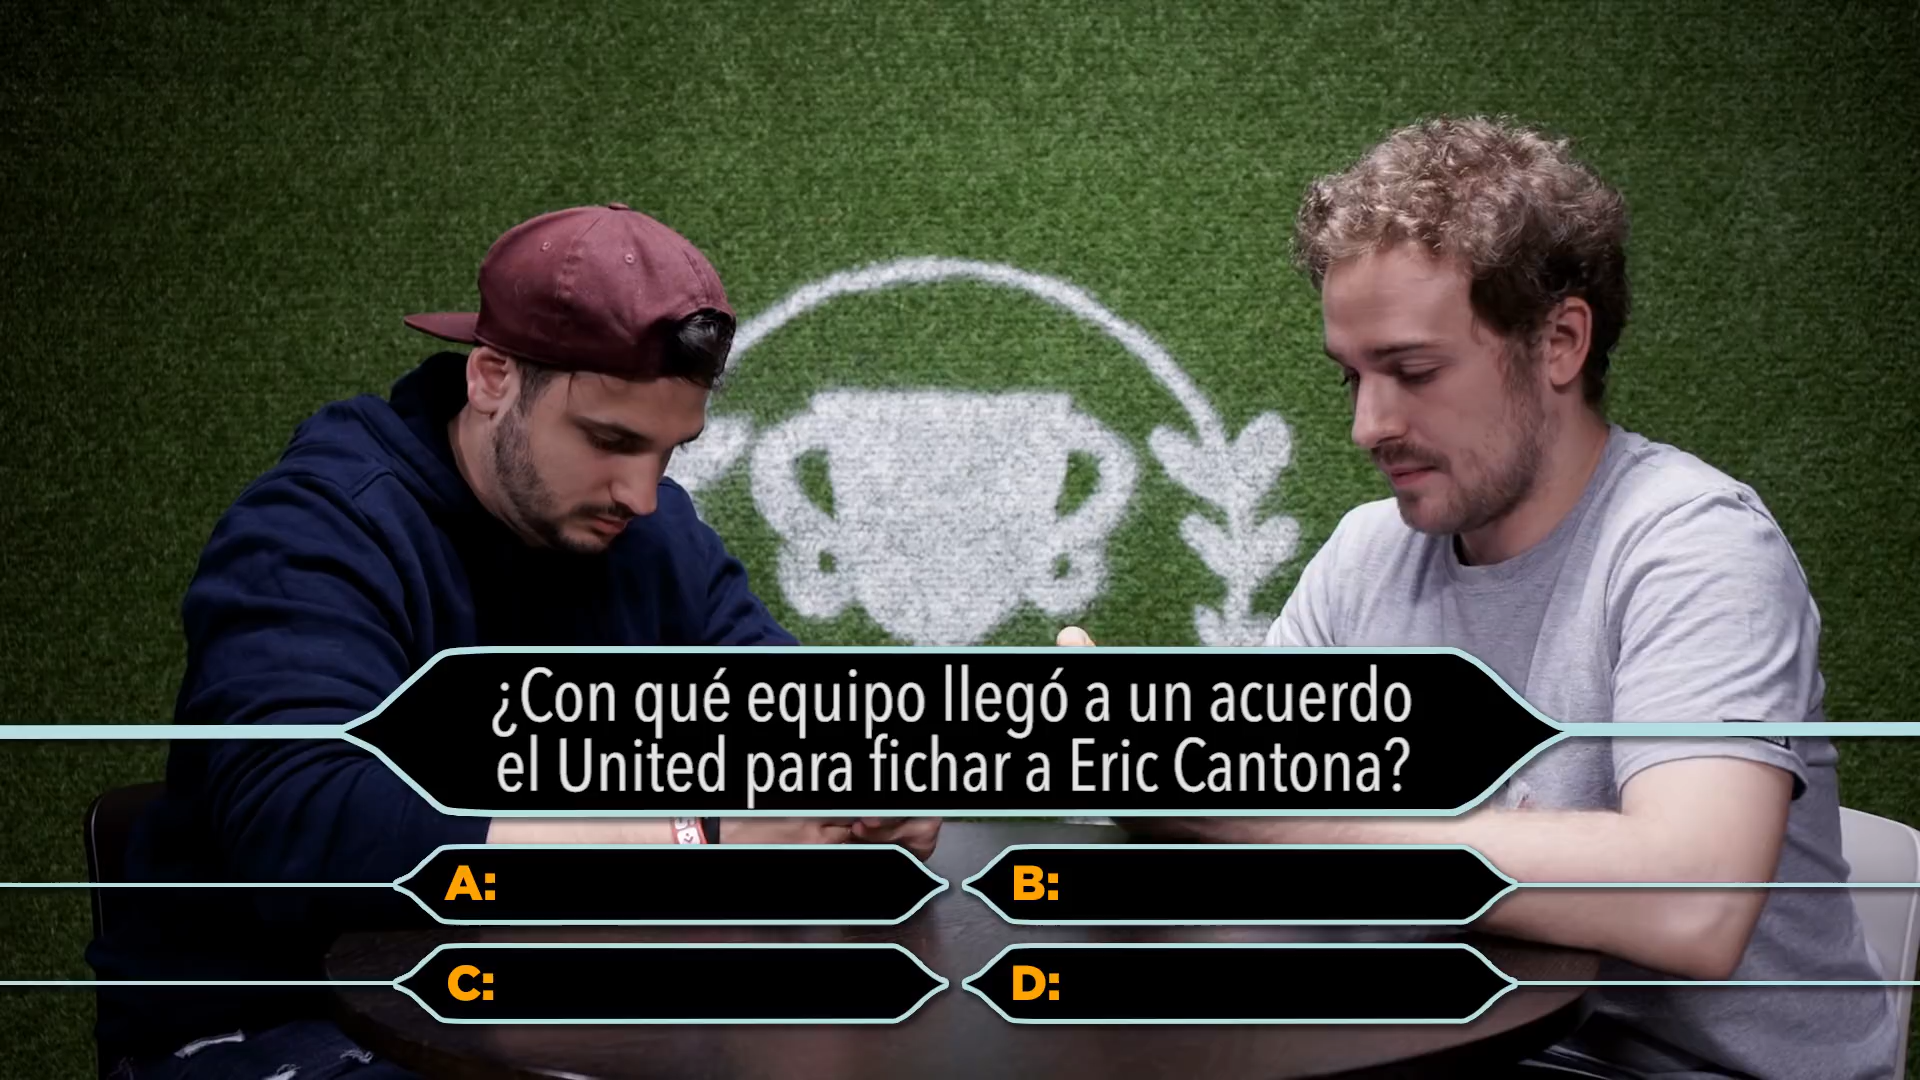 ¿Con qué equipo llegó a un acuerdo
el United para fichar a Eric Cantona?
A:
B:
C:
D: